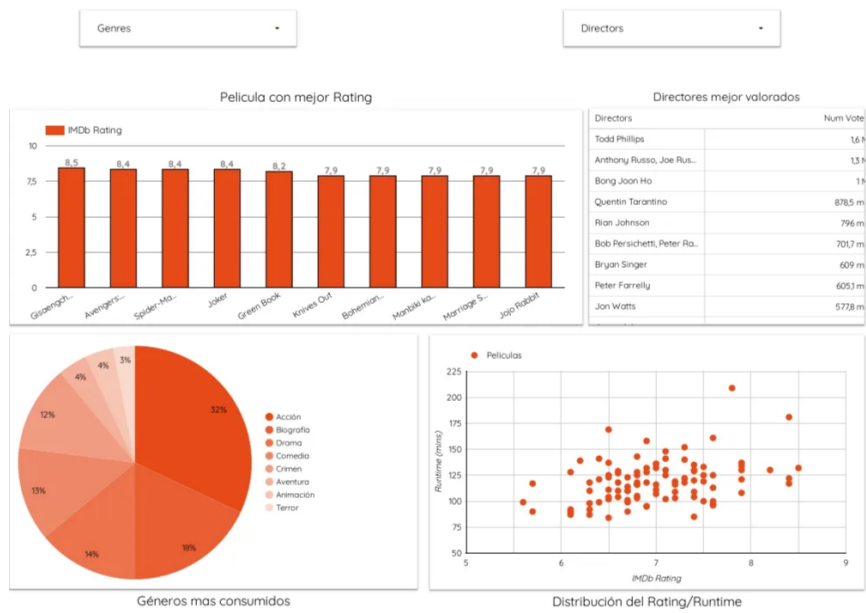 Genres
Directors
Pelicula con mejor Rating
IMDb Rating
10
7,5
5
2,5
0
8,5
8,4
8,4
8,4
8,2
7,9
7,9
7,9
7,9
7,9
Gisaengch...
Avengers:...
Spider-Ma...
Joker
Green Book
Knives Out
Bohemian...
Manbiki ka...
Marriage S...
Jojo Rabbit
Directores mejor valorados
Directors Num Vote
Todd Phillips 1,6 M
Anthony Russo, Joe Rus... 1,3 M
Bong Joon Ho 1 M
Quentin Tarantino 878,5 m
Rian Johnson 796 m
Bob Persichetti, Peter Ra... 701,7 m
Bryan Singer 609 m
Peter Farrelly 605,1 m
Jon Watts 577,8 m
32%
18%
14%
13%
12%
4%
4%
3%
Acción
Biografía
Drama
Comedia
Crimen
Aventura
Animación
Terror
Géneros mas consumidos
Películas
Runtime (mins)
225
200
175
150
125
100
75
50
5 6 7 8 9
IMDb Rating
Distribución del Rating/Runtime